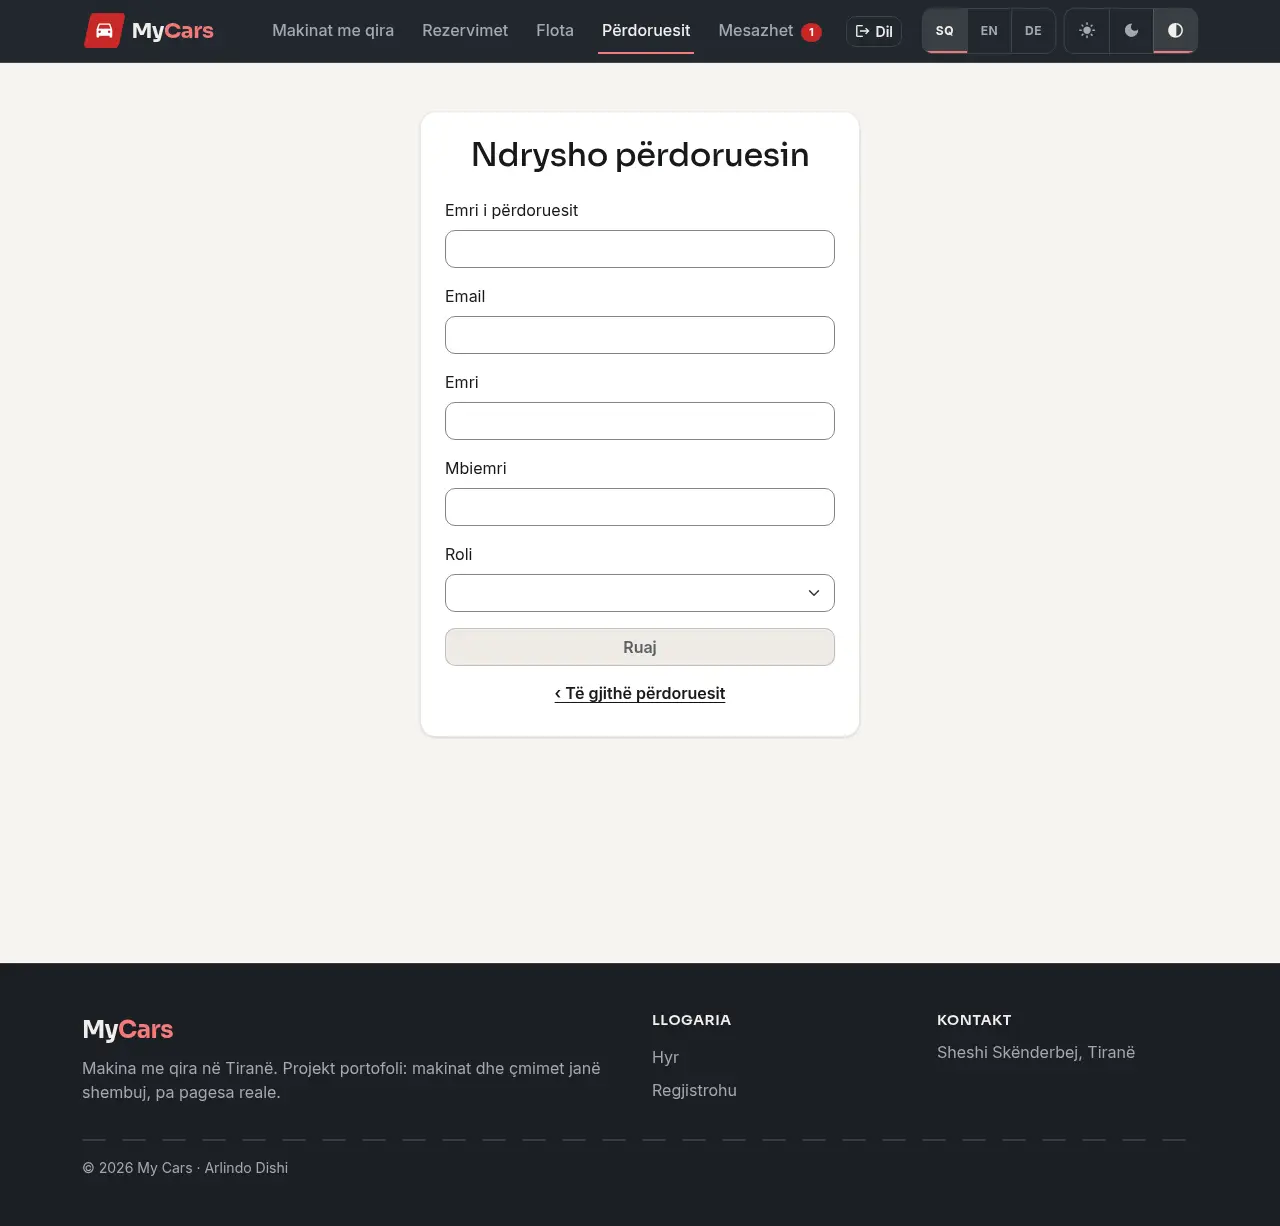 MyCars
Makinat me qira
Rezervimet
Flota
Përdoruesit
Mesazhet 1
Dil
SQ
EN
DE
Ndrysho përdoruesin
Emri i përdoruesit
Email
Emri
Mbiemri
Roli
Ruaj
‹ Të gjithë përdoruesit
MyCars
Makina me qira në Tiranë. Projekt portofoli: makinat dhe çmimet janë
shembuj, pa pagesa reale.
LLOGARIA
Hyr
Regjistrohu
KONTAKT
Sheshi Skënderbej, Tiranë
© 2026 My Cars · Arlindo Dishi